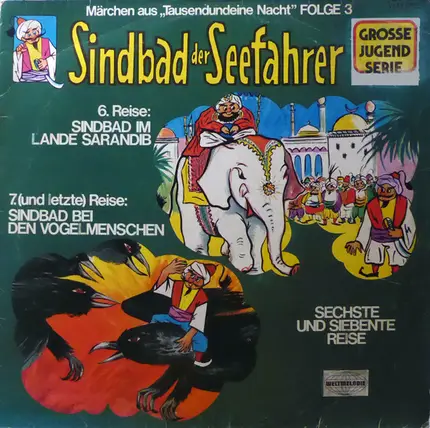 Märchen aus „Tausendundeine Nacht” FOLGE 3
Sindbad der Seefahrer
GROSSE
JUGEND
SERIE
6. Reise:
SINDBAD IM
LANDE SARANDIB
7.(und letzte) Reise:
SINDBAD BEI
DEN VOGELMENSCHEN
SECHSTE
UND SIEBENTE
REISE
WELTMELODIE